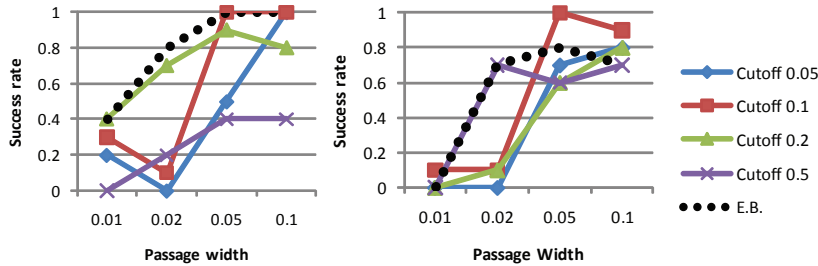 Success rate
1
0.8
0.6
0.4
0.2
0
0.01 0.02 0.05 0.1
Passage width
Success rate
1
0.8
0.6
0.4
0.2
0
0.01 0.02 0.05 0.1
Passage Width
Cutoff 0.05
Cutoff 0.1
Cutoff 0.2
Cutoff 0.5
E.B.